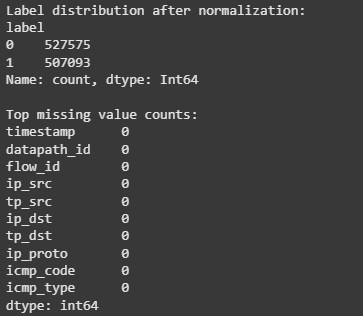 Label distribution after normalization:
label
0    527575
1    507093
Name: count, dtype: Int64

Top missing value counts:
timestamp      0
datapath_id    0
flow_id        0
ip_src         0
tp_src         0
ip_dst         0
tp_dst         0
ip_proto       0
icmp_code      0
icmp_type      0
dtype: int64